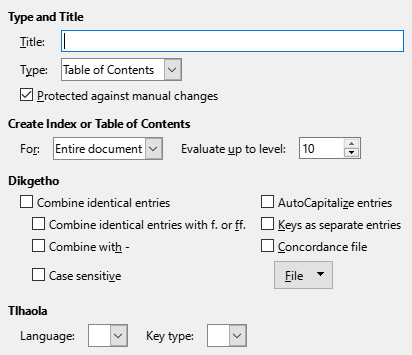 Type and Title
Title:
Type: Table of Contents
Protected against manual changes
Create Index or Table of Contents
For: Entire document Evaluate up to level: 10
Dikgetho
Combine identical entries AutoCapitalize entries
Combine identical entries with f. or ff. Keys as separate entries
Combine with - Concordance file
Case sensitive File
Tlhaola
Language: Key type: